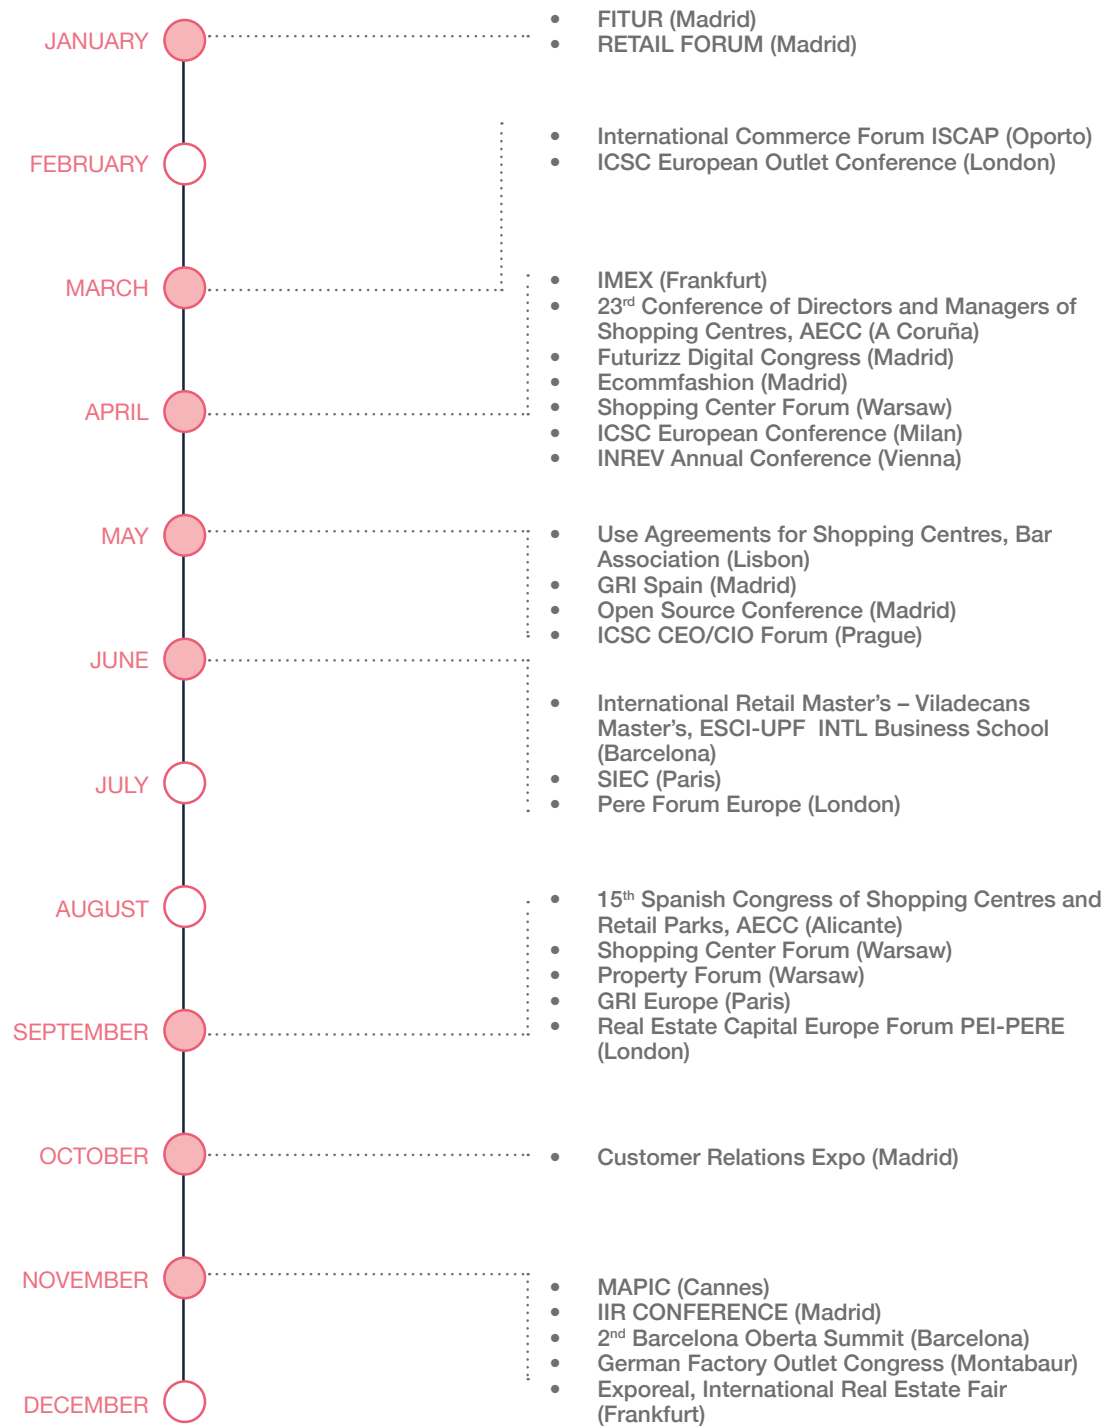 JANUARY
• FITUR (Madrid)
• RETAIL FORUM (Madrid)
FEBRUARY
• International Commerce Forum ISCAP (Oporto)
• ICSC European Outlet Conference (London)
MARCH
• IMEX (Frankfurt)
• 23rd Conference of Directors and Managers of
Shopping Centres, AECC (A Coruña)
• Futurizz Digital Congress (Madrid)
• Ecommfashion (Madrid)
APRIL
• Shopping Center Forum (Warsaw)
• ICSC European Conference (Milan)
• INREV Annual Conference (Vienna)
MAY
• Use Agreements for Shopping Centres, Bar
Association (Lisbon)
• GRI Spain (Madrid)
• Open Source Conference (Madrid)
• ICSC CEO/CIO Forum (Prague)
JUNE
• International Retail Master’s – Viladecans
Master’s, ESCI-UPF  INTL Business School
(Barcelona)
JULY
• SIEC (Paris)
• Pere Forum Europe (London)
AUGUST
• 15th Spanish Congress of Shopping Centres and
Retail Parks, AECC (Alicante)
• Shopping Center Forum (Warsaw)
• Property Forum (Warsaw)
• GRI Europe (Paris)
SEPTEMBER
• Real Estate Capital Europe Forum PEI-PERE
(London)
OCTOBER
• Customer Relations Expo (Madrid)
NOVEMBER
• MAPIC (Cannes)
• IIR CONFERENCE (Madrid)
• 2nd Barcelona Oberta Summit (Barcelona)
• German Factory Outlet Congress (Montabaur)
DECEMBER
• Exporeal, International Real Estate Fair
(Frankfurt)